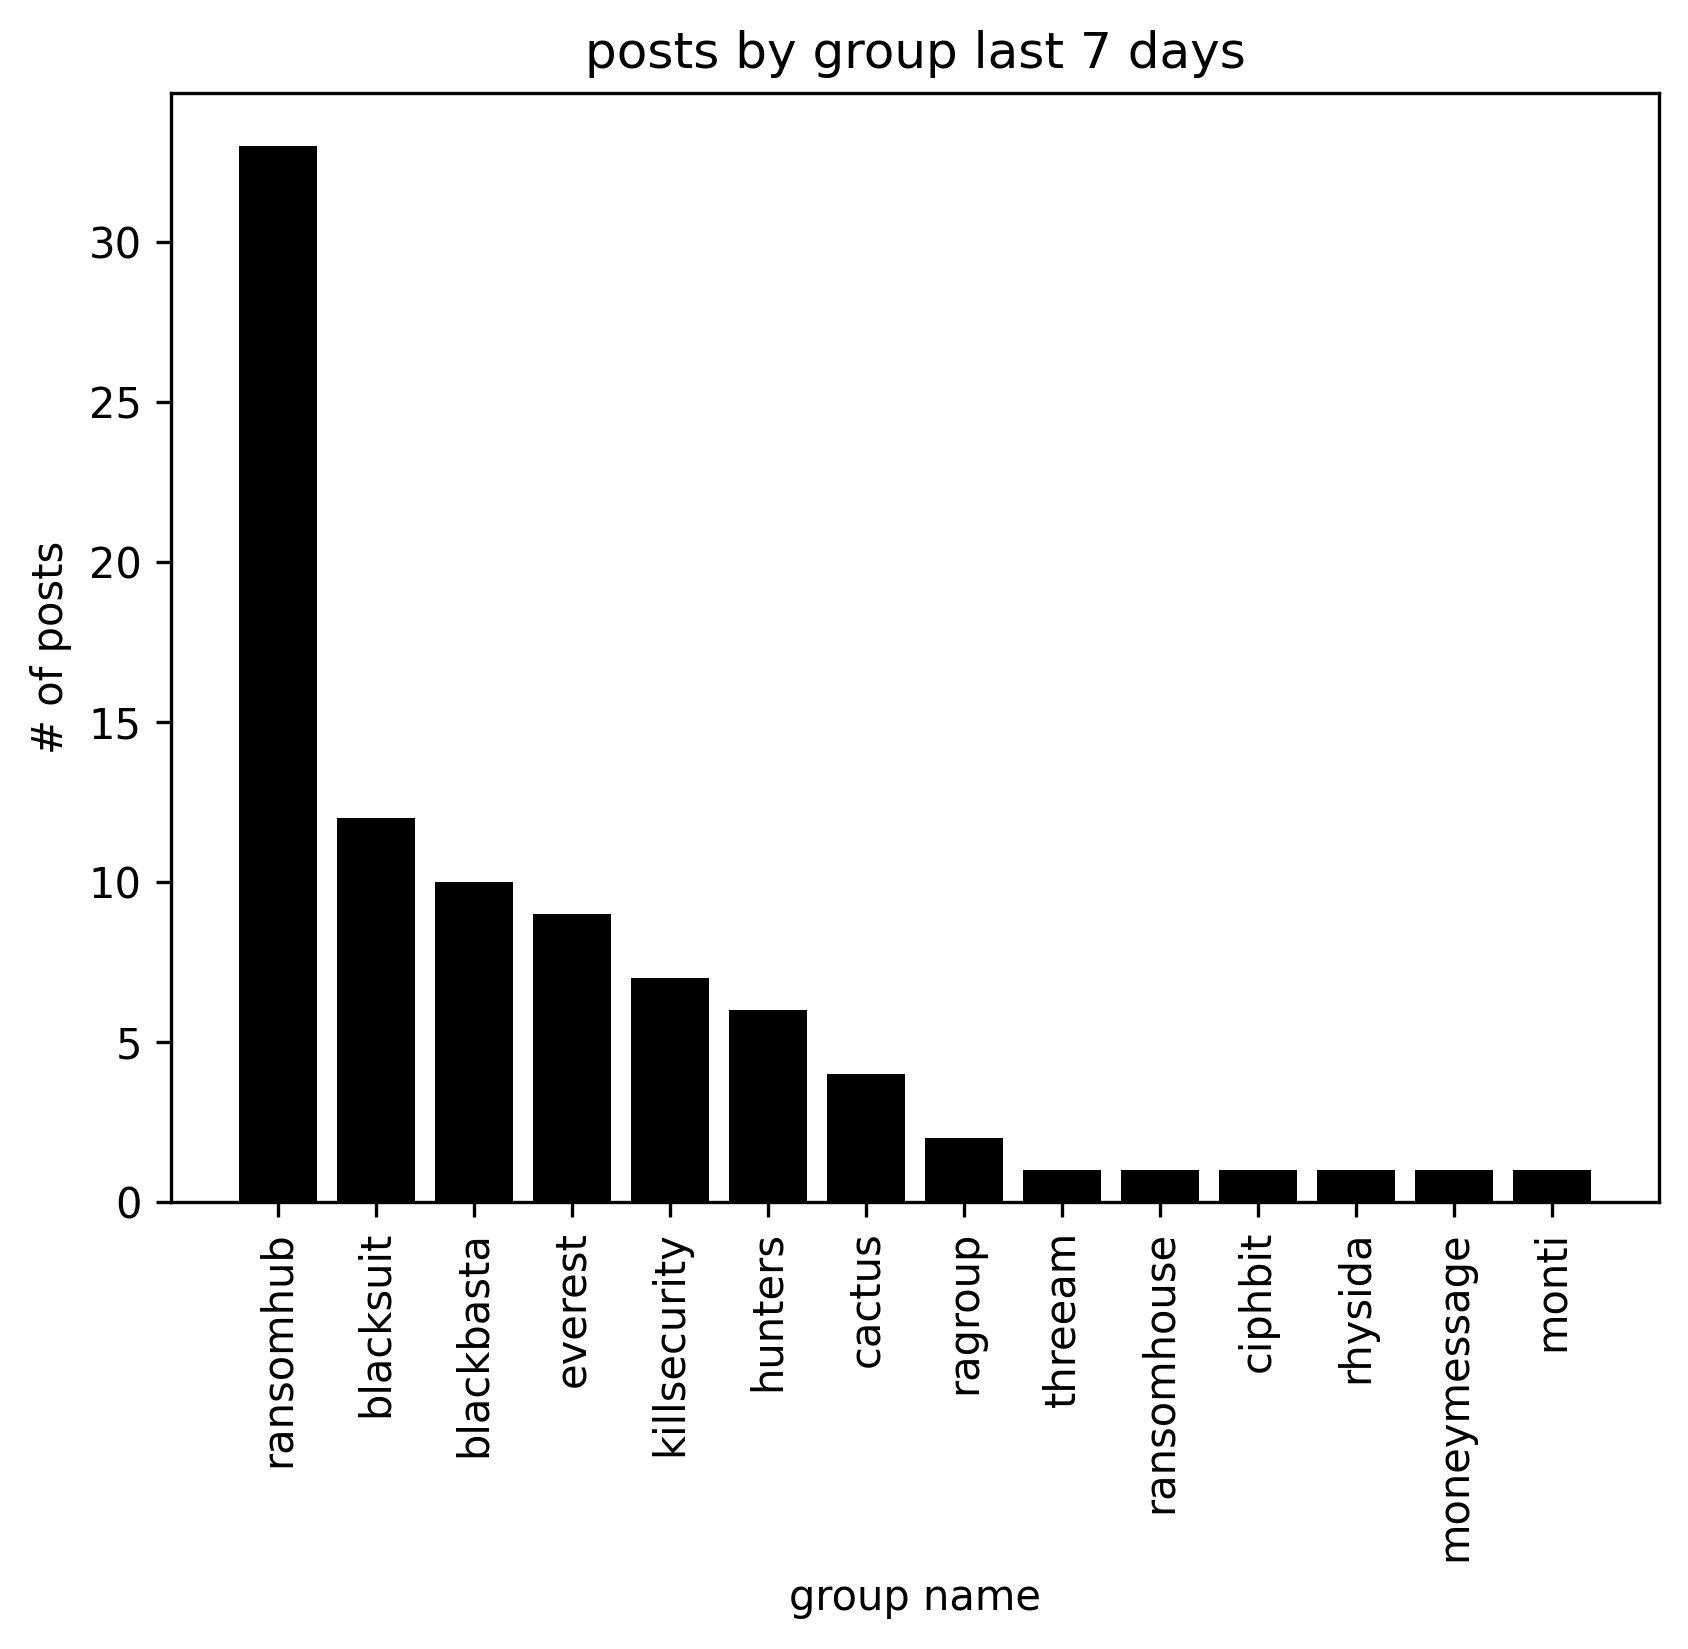 posts by group last 7 days
# of posts
30
25
20
15
10
5
0
ransomhub
blacksuit
blackbasta
everest
killsecurity
hunters
cactus
ragroup
threeam
ransomhouse
ciphbit
rhysida
moneymessage
monti
group name